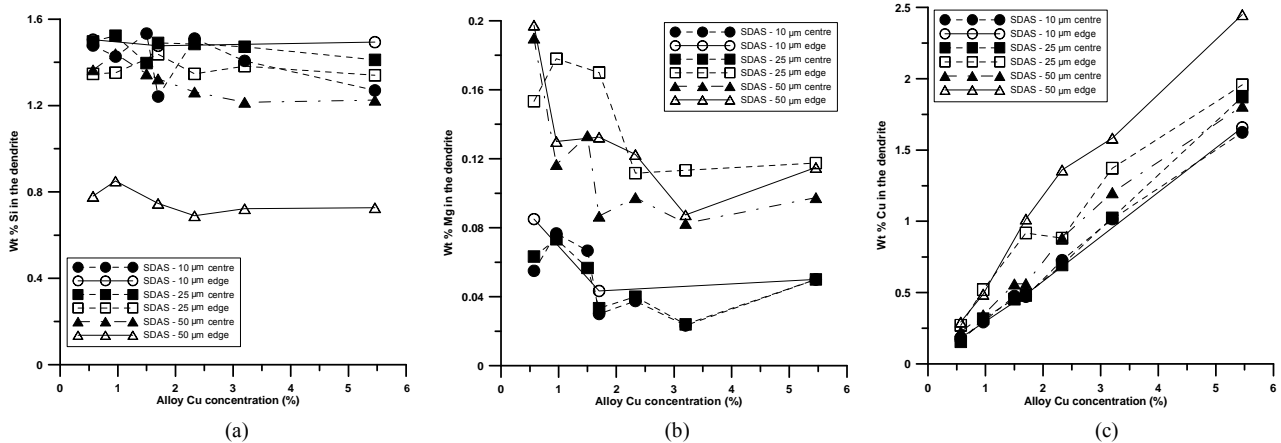 1.6
1.2
0.8
0.4
0
Wt % Si in the dendrite
SDAS - 10 µm centre
SDAS - 10 µm edge
SDAS - 25 µm centre
SDAS - 25 µm edge
SDAS - 50 µm centre
SDAS - 50 µm edge
0 1 2 3 4 5 6
Alloy Cu concentration (%)
(a)
0.2
0.16
0.12
0.08
0.04
0
Wt % Mg in the dendrite
SDAS - 10 µm centre
SDAS - 10 µm edge
SDAS - 25 µm centre
SDAS - 25 µm edge
SDAS - 50 µm centre
SDAS - 50 µm edge
0 1 2 3 4 5 6
Alloy Cu concentration (%)
(b)
2.5
2
1.5
1
0.5
0
Wt % Cu in the dendrite
SDAS - 10 µm centre
SDAS - 10 µm edge
SDAS - 25 µm centre
SDAS - 25 µm edge
SDAS - 50 µm centre
SDAS - 50 µm edge
0 1 2 3 4 5 6
Alloy Cu concentration (%)
(c)